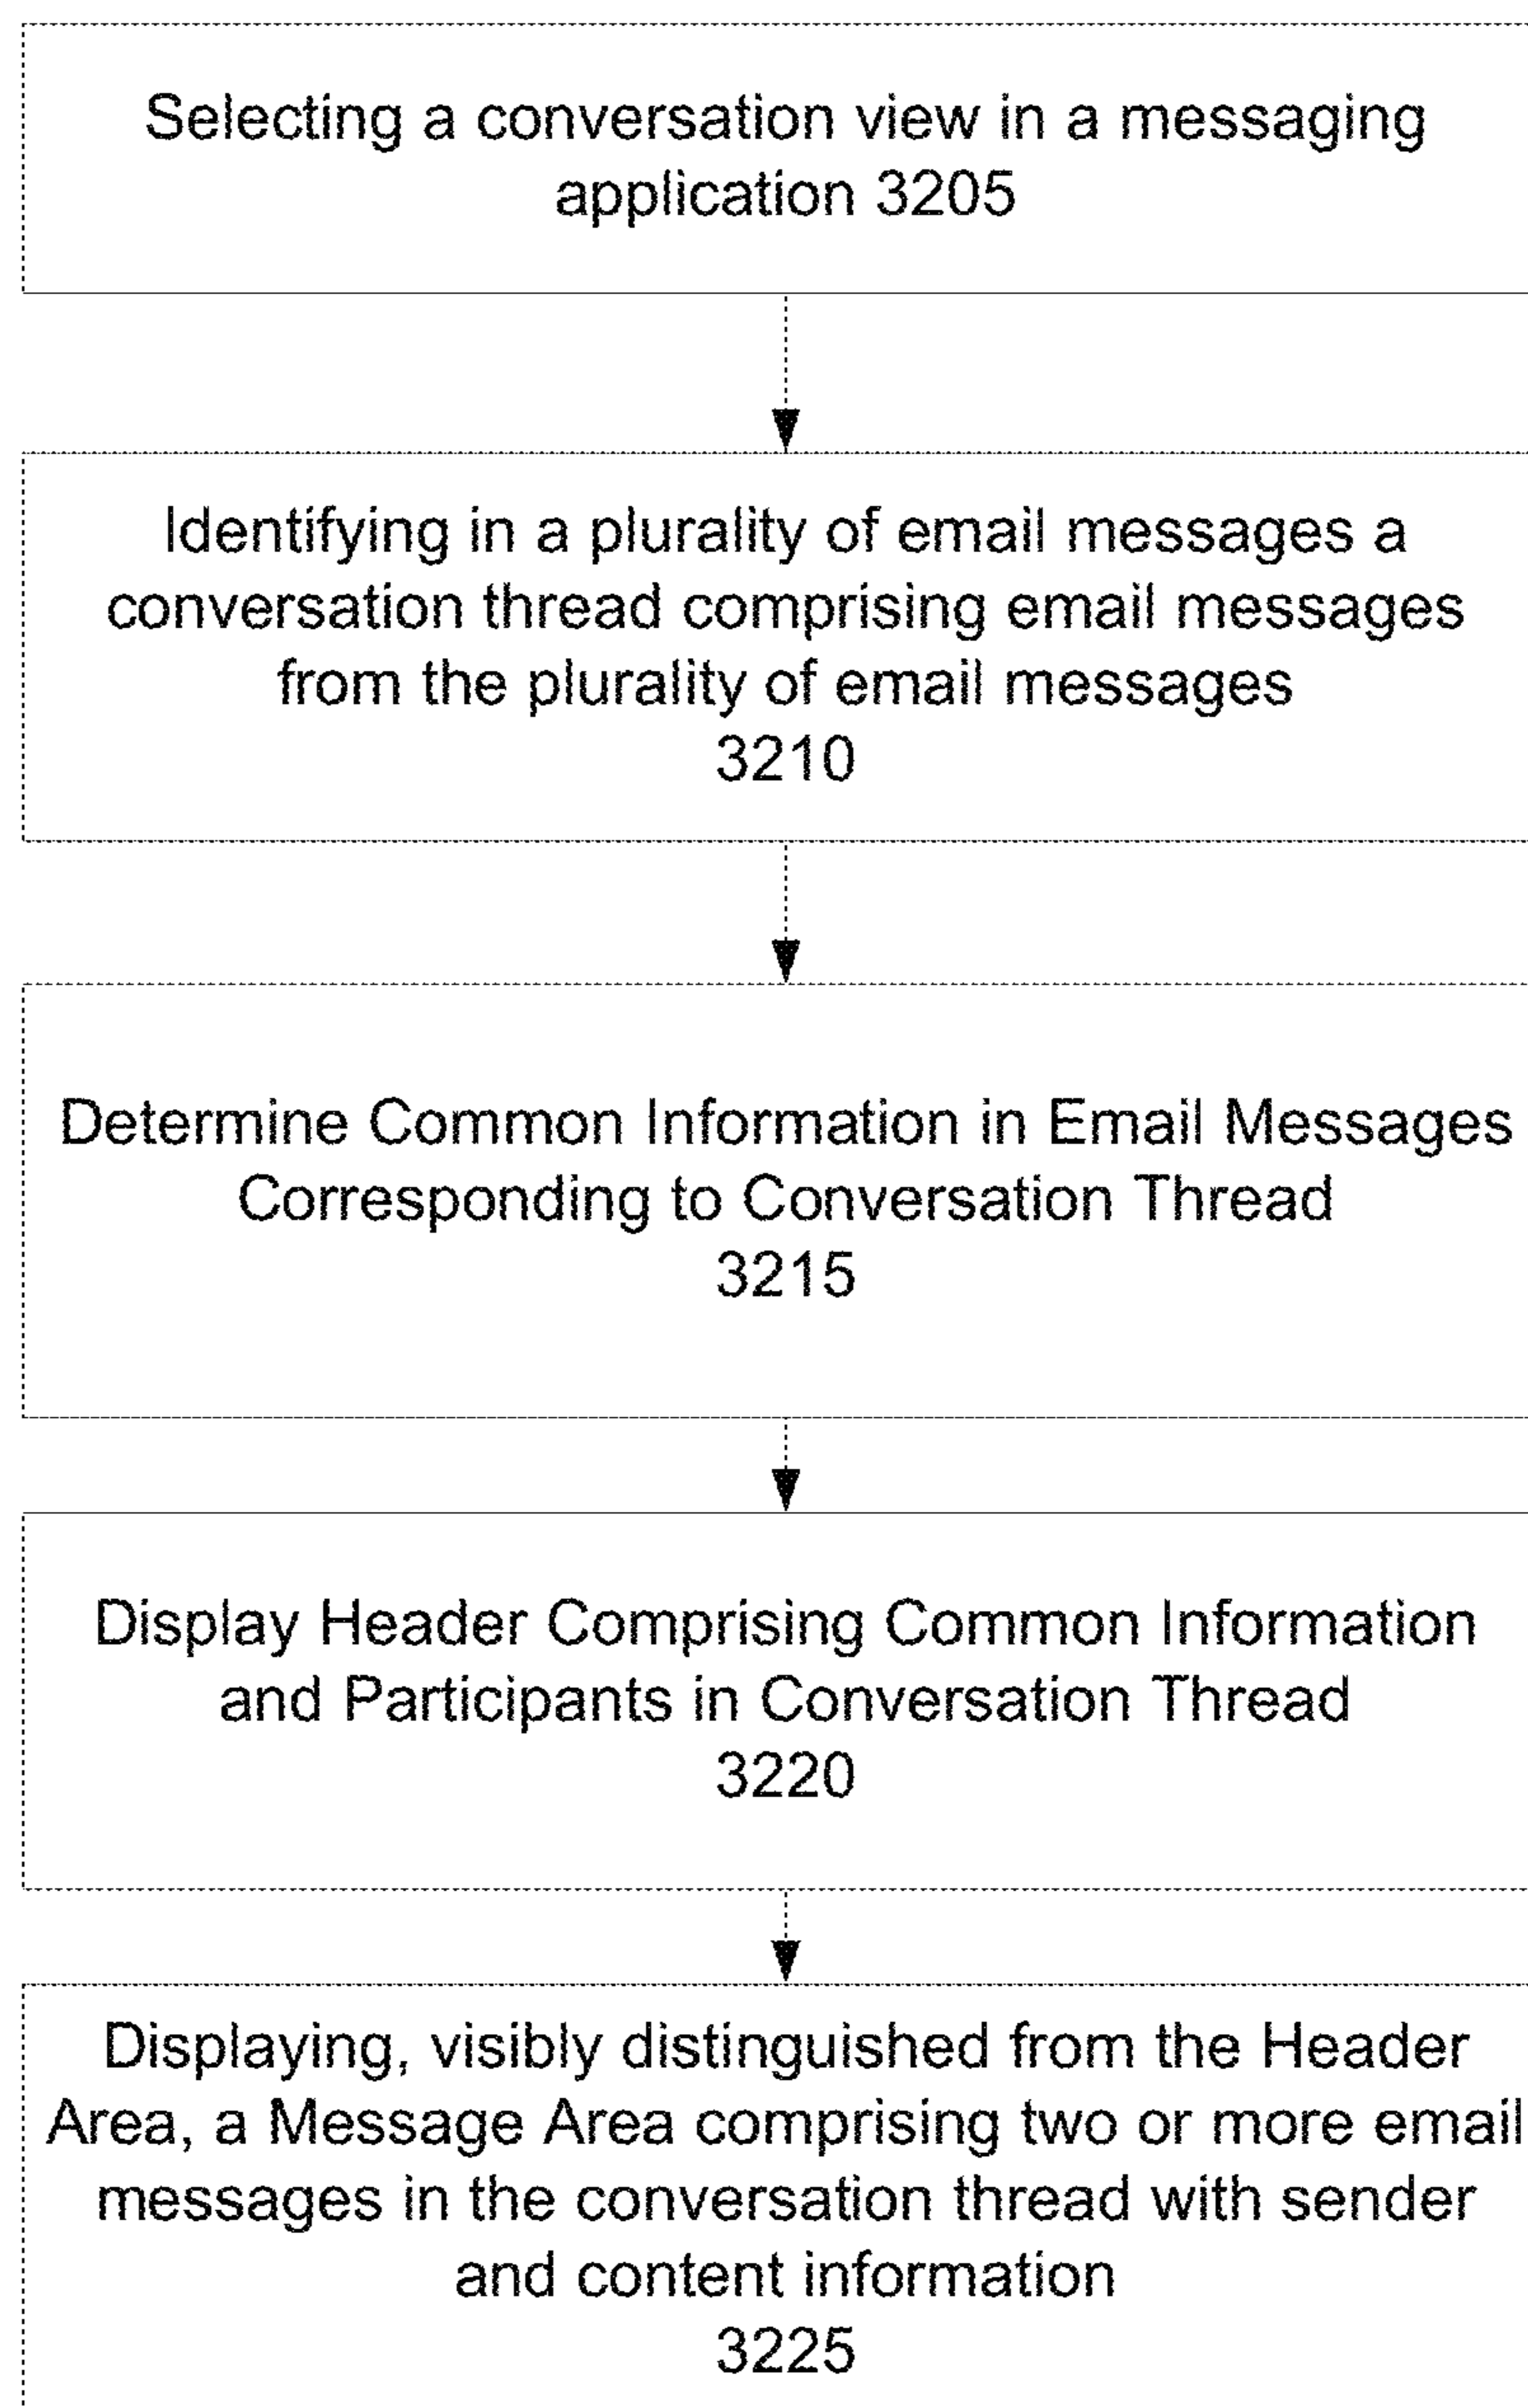 Selecting a conversation view in a messaging
application 3205
Identifying in a plurality of email messages a
conversation thread comprising email messages
from the plurality of email messages
3210
Determine Common Information in Email Messages
Corresponding to Conversation Thread
3215
Display Header Comprising Common Information
and Participants in Conversation Thread
3220
Displaying, visibly distinguished from the Header
Area, a Message Area comprising two or more email
messages in the conversation thread with sender
and content information
3225